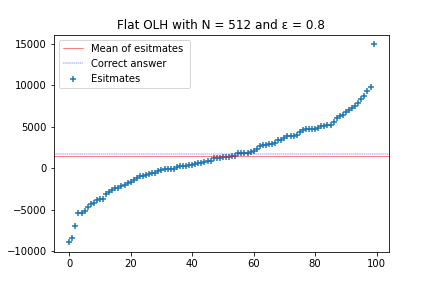 Flat OLH with N = 512 and ε = 0.8
Mean of esitmates
Correct answer
Esitmates
15000
10000
5000
0
−5000
−10000
0 20 40 60 80 100